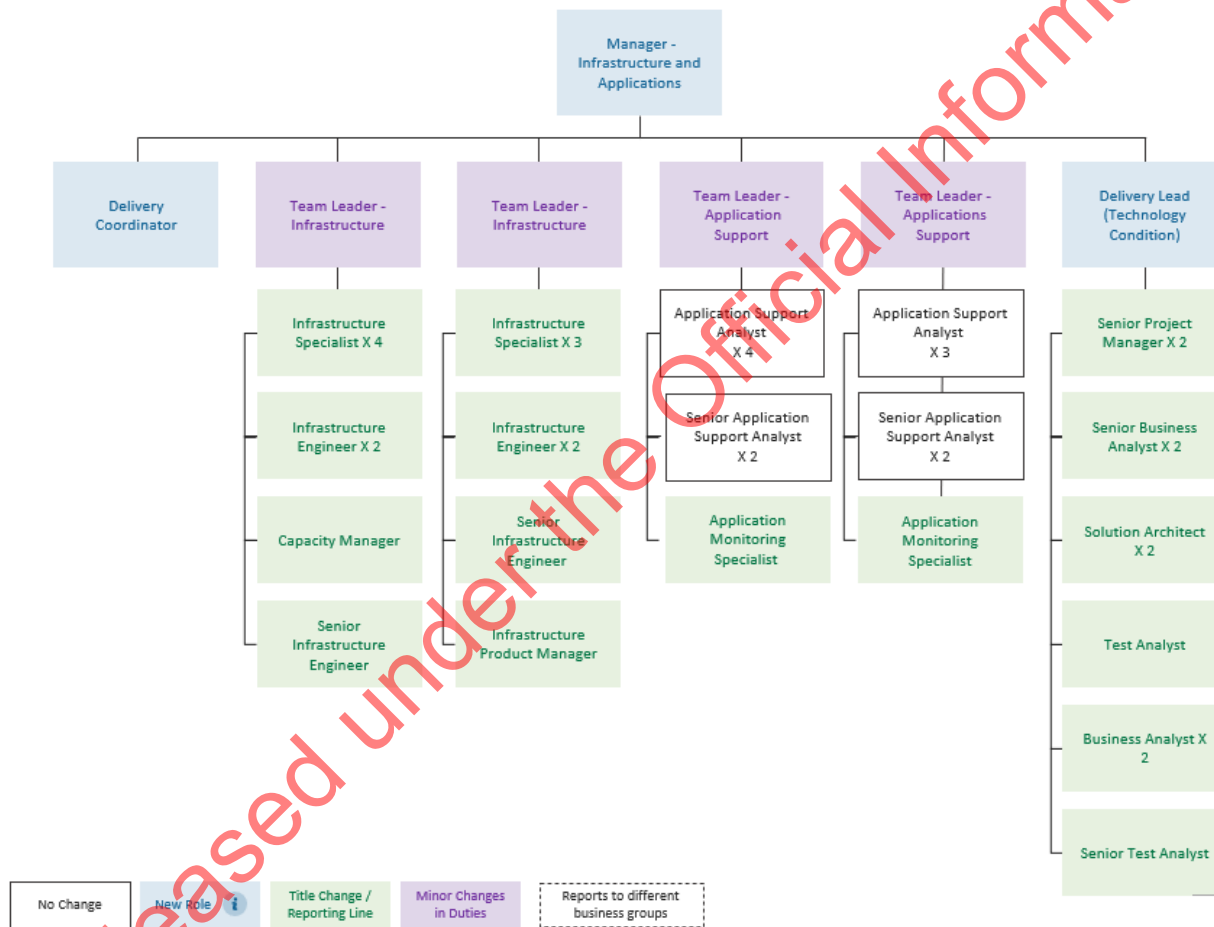 Manager -
Infrastructure and
Applications
Delivery
Coordinator
Team Leader -
Infrastructure
Team Leader -
Infrastructure
Team Leader -
Application
Support
Team Leader -
Applications
Support
Delivery Lead
(Technology
Condition)
Infrastructure
Specialist X 4
Infrastructure
Engineer X 2
Capacity Manager
Senior
Infrastructure
Engineer
Infrastructure
Specialist X 3
Infrastructure
Engineer X 2
Senior
Infrastructure
Engineer
Infrastructure
Product Manager
Application Support
Analyst
X 4
Senior Application
Support Analyst
X 2
Application
Monitoring
Specialist
Application Support
Analyst
X 3
Senior Application
Support Analyst
X 2
Application
Monitoring
Specialist
Senior Project
Manager X 2
Senior Business
Analyst X 2
Solution Architect
X 2
Test Analyst
Business Analyst X
2
Senior Test Analyst
No Change
New Role i
Title Change /
Reporting Line
Minor Changes
in Duties
Reports to different
business groups
eased under the Official Informa